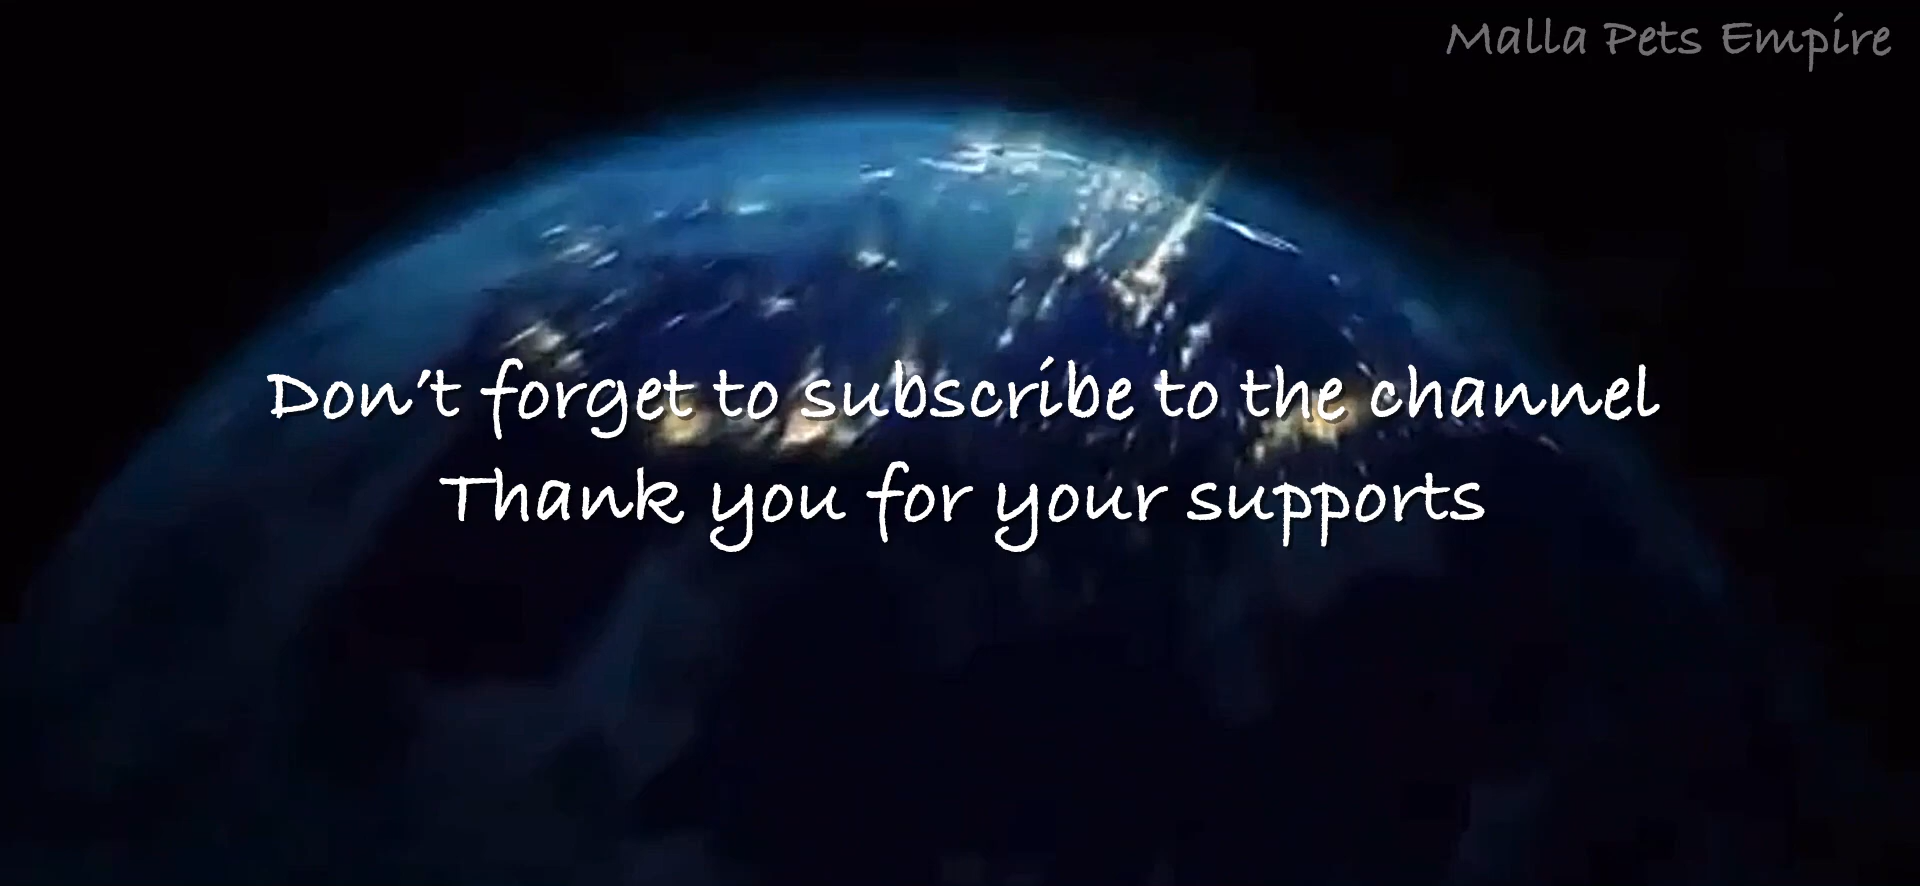 Malla Pets Empire
Don't forget to subscribe to the channel
Thank you for your supports